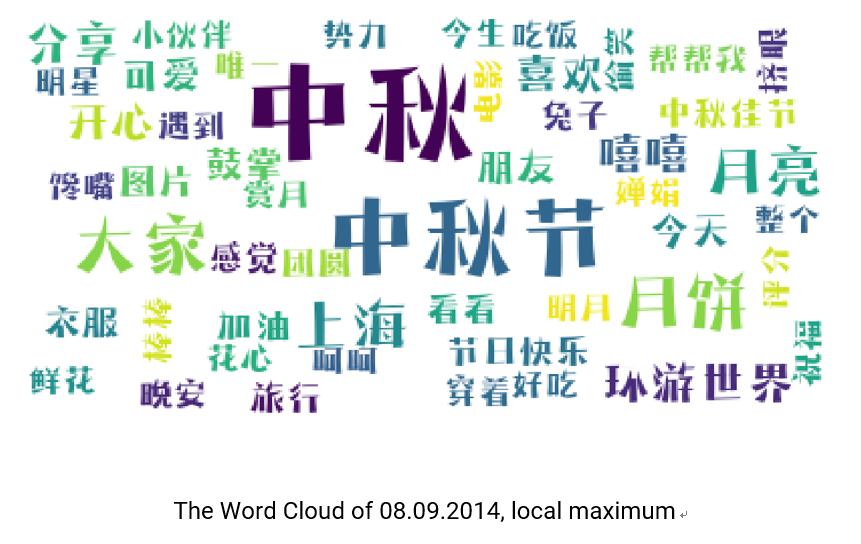 分享
小伙伴
势力
今生
吃饭
偷笑
帮帮我
挤眼
明星
可爱
唯一
中秋
电影
喜欢
开心
遇到
兔子
中秋佳节
鼓掌
朋友
嘻嘻
月亮
馋嘴
图片
赏月
婵娟
大家
感觉
团圆
中秋节
今天
整个
评分
衣服
棒棒
加油
上海
看看
明月
月饼
花心
呵呵
节日快乐
祝福
鲜花
晚安
旅行
穿着
好吃
环游世界
The Word Cloud of 08.09.2014, local maximum